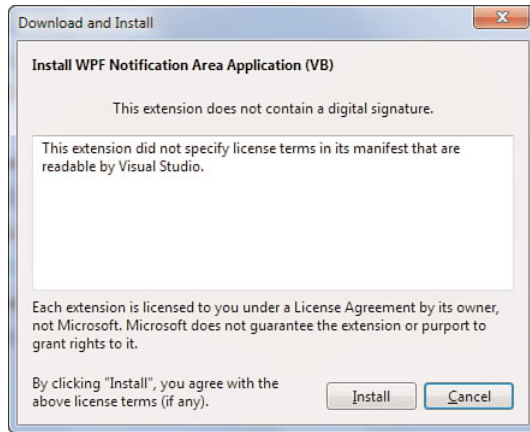 Download and Install
Install WPF Notification Area Application (VB)
This extension does not contain a digital signature.
This extension did not specify license terms in its manifest that are
readable by Visual Studio.
Each extension is licensed to you under a License Agreement by its owner,
not Microsoft. Microsoft does not guarantee the extension or purport to
grant rights to it.
By clicking "Install", you agree with the
above license terms (if any).
Install
Cancel